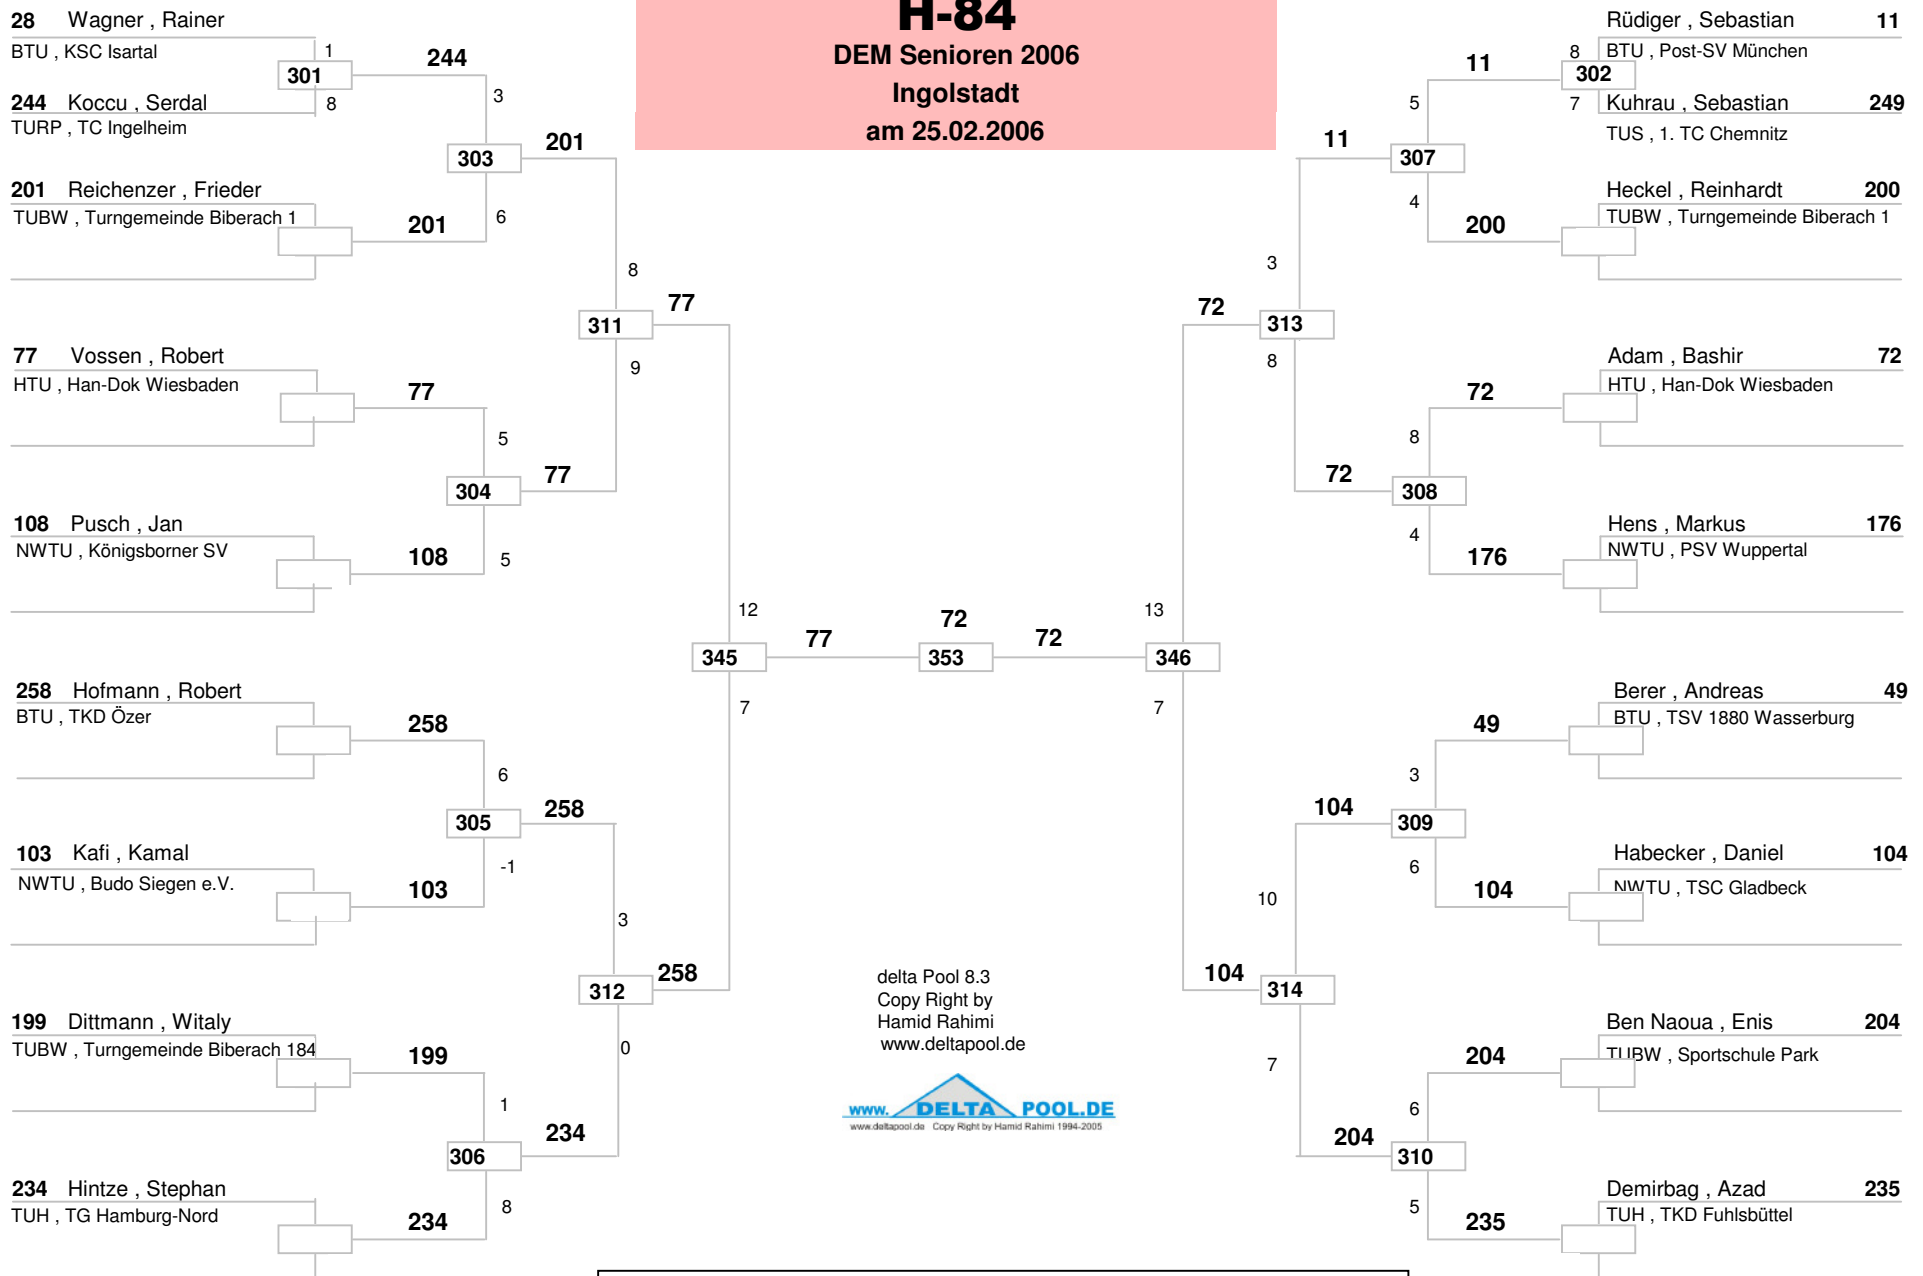 H-84
DEM Senioren 2006
Ingolstadt
am 25.02.2006
28 Wagner , Rainer
BTU , KSC Isartal
1
301
244
244 Koccu , Serdal
8
TURP , TC Ingelheim
3
303
201
201 Reichenzer , Frieder
TUBW , Turngemeinde Biberach 1
201
6
8
311
77
9
77 Vossen , Robert
HTU , Han-Dok Wiesbaden
77
5
304
77
108 Pusch , Jan
NWTU , Königsborner SV
108
5
12
345
77
7
258 Hofmann , Robert
BTU , TKD Özer
258
6
305
258
103 Kafi , Kamal
NWTU , Budo Siegen e.V.
103
-1
3
312
258
0
199 Dittmann , Witaly
TUBW , Turngemeinde Biberach 184
199
1
306
234
234 Hintze , Stephan
TUH , TG Hamburg-Nord
234
8
72
353
72
13
346
7
Rüdiger , Sebastian 11
BTU , Post-SV München
8
302
11
7
Kuhrau , Sebastian 249
TUS , 1. TC Chemnitz
5
307
11
4
Heckel , Reinhardt 200
TUBW , Turngemeinde Biberach 1
200
3
313
72
8
Adam , Bashir 72
HTU , Han-Dok Wiesbaden
72
8
308
72
4
Hens , Markus 176
NWTU , PSV Wuppertal
176
Berer , Andreas 49
BTU , TSV 1880 Wasserburg
49
3
309
104
6
Habecker , Daniel 104
NWTU , TSC Gladbeck
104
10
314
104
7
Ben Naoua , Enis 204
TUBW , Sportschule Park
204
6
310
204
5
Demirbag , Azad 235
TUH , TKD Fuhlsbüttel
235
delta Pool 8.3
Copy Right by
Hamid Rahimi
www.deltapool.de
www. DELTA POOL.DE
www.deltapool.de Copy Right by Hamid Rahimi 1994-2005